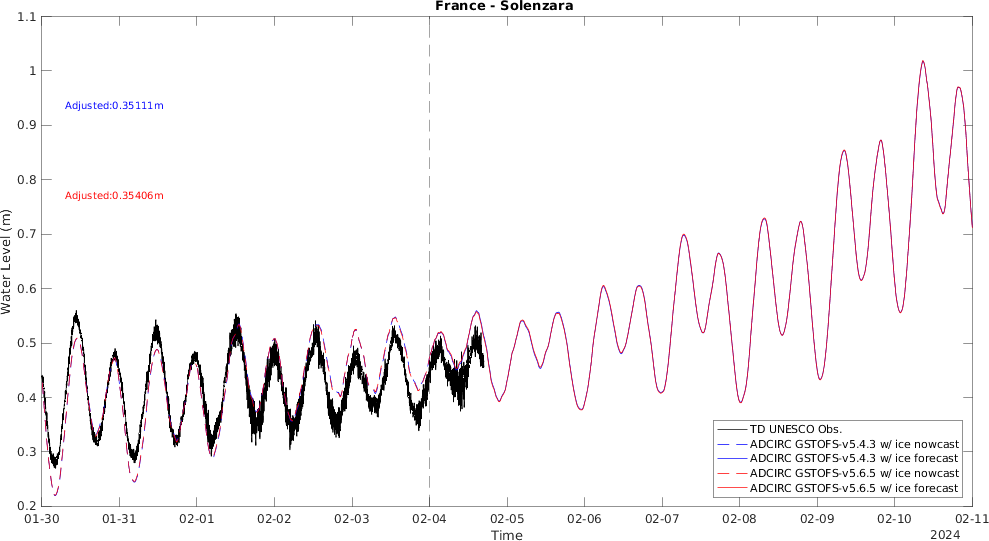 France - Solenzara
1.1
1
0.9
0.8
0.7
0.6
0.5
0.4
0.3
0.2
Water Level (m)
Adjusted:0.35111m
Adjusted:0.35406m
TD UNESCO Obs.
ADCIRC GSTOFS-v5.4.3 w/ ice nowcast
ADCIRC GSTOFS-v5.4.3 w/ ice forecast
ADCIRC GSTOFS-v5.6.5 w/ ice nowcast
ADCIRC GSTOFS-v5.6.5 w/ ice forecast
01-30 01-31 02-01 02-02 02-03 02-04 02-05 02-06 02-07 02-08 02-09 02-10 02-11
Time
2024